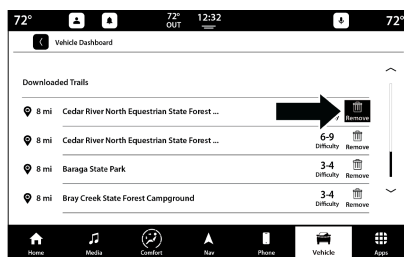 72° 72° OUT 12:32 72°
Vehicle Dashboard
Downloaded Trails
8 mi Cedar River North Equestrian State Forest ... Remove
8 mi Cedar River North Equestrian State Forest ... 6-9 Difficulty Remove
8 mi Baraga State Park 3-4 Difficulty Remove
8 mi Bray Creek State Forest Campground 3-4 Difficulty Remove
Home Media Comfort Nav Phone Vehicle Apps